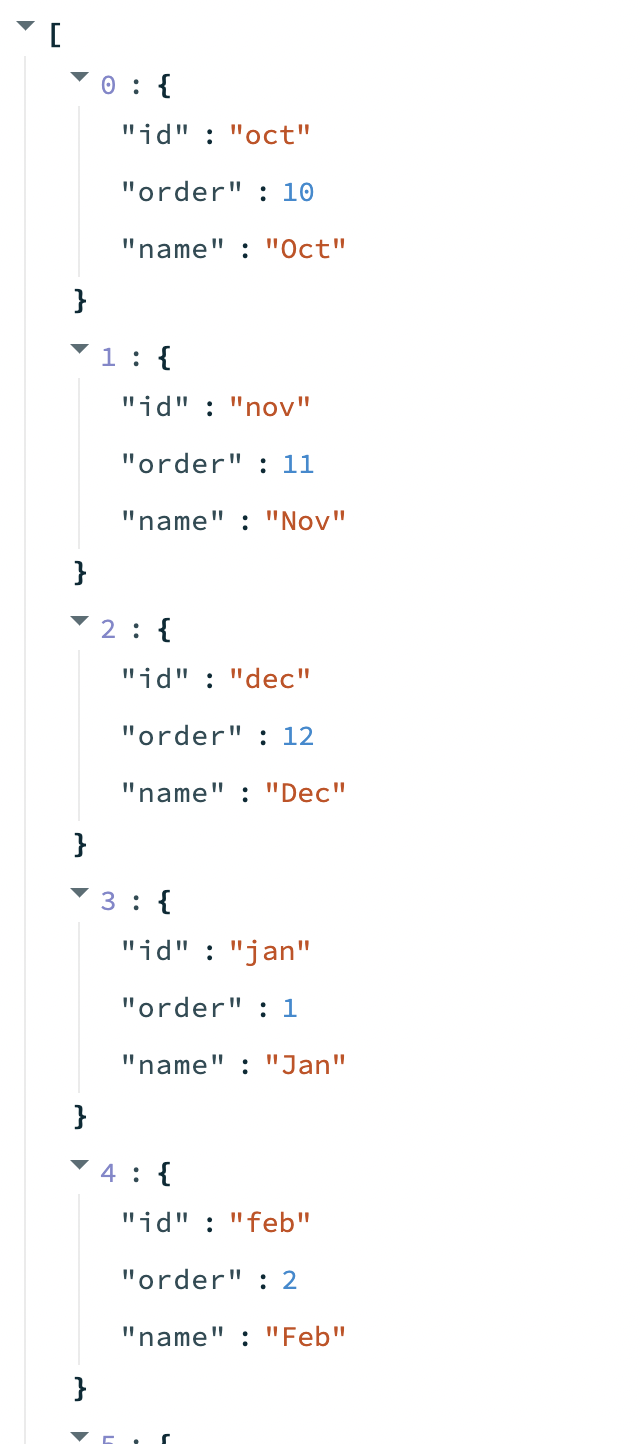 [
0 : {
"id" : "oct"
"order" : 10
"name" : "Oct"
}
1 : {
"id" : "nov"
"order" : 11
"name" : "Nov"
}
2 : {
"id" : "dec"
"order" : 12
"name" : "Dec"
}
3 : {
"id" : "jan"
"order" : 1
"name" : "Jan"
}
4 : {
"id" : "feb"
"order" : 2
"name" : "Feb"
}
5 : {